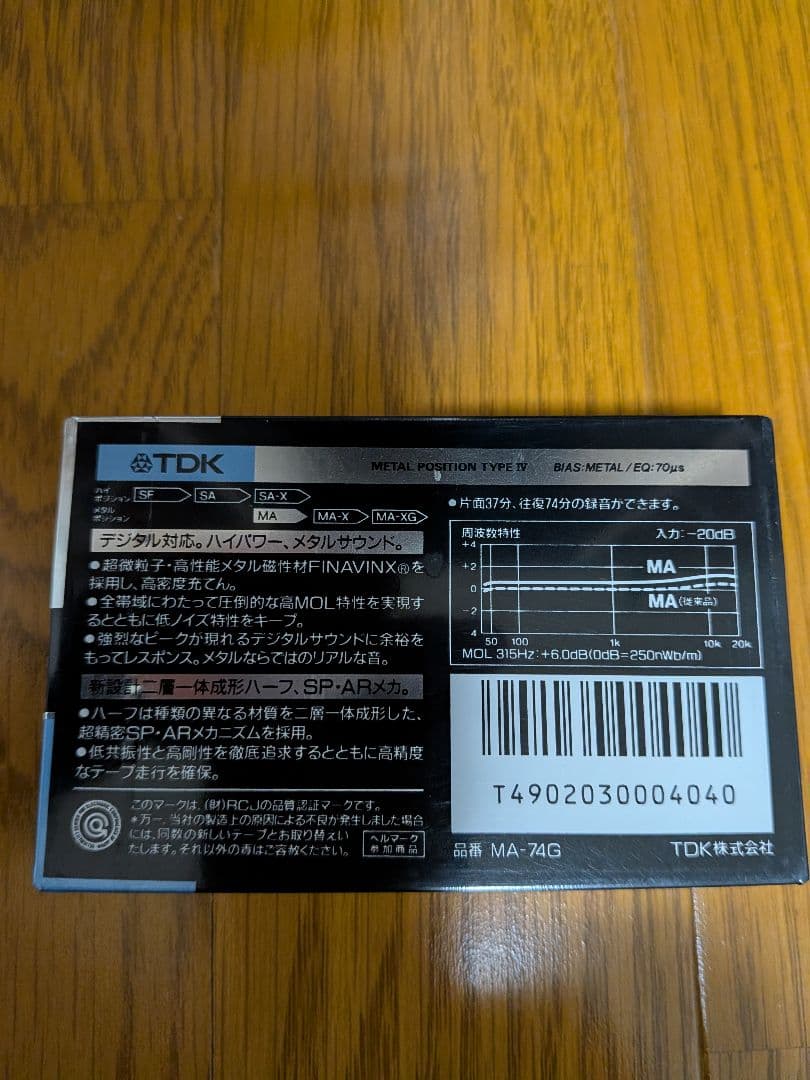 TDK
METAL POSITION TYPE IV BIAS:METAL/EQ:70μs
ハイポジション SF SA SA-X
メタルポジション MA MA-X MA-XG
デジタル対応。ハイパワー、メタルサウンド。
●超微粒子・高性能メタル磁性材FINAVINX®を
採用し、高密度充てん。
●全帯域にわたって圧倒的な高MOL特性を実現す
るとともに低ノイズ特性をキープ。
●強烈なピークが現れるデジタルサウンドに余裕を
もってレスポンス。メタルならではのリアルな音。
新設計二層一体成形ハーフ、SP・ARメカ。
●ハーフは種類の異なる材質を二層一体成形した、
超精密SP・ARメカニズムを採用。
●低共振性と高剛性を徹底追求するとともに高精度
なテープ走行を確保。
このマークは、(財)RCJの品質認証マークです。
*万一、当社の製造上の原因による不良が発生しました場合
には、同数の新しいテープとお取り替えい
たします。それ以外の責はご容赦ください。
ベルマーク
参加商品
●片面37分、往復74分の録音ができます。
周波数特性 入力:-20dB
+4
+2
0
-2
4
MA
MA(従来品)
50 100 1k 10k 20k
MOL 315Hz:+6.0dB(0dB=250nWb/m)
T4902030004040
品番 MA-74G TDK株式会社